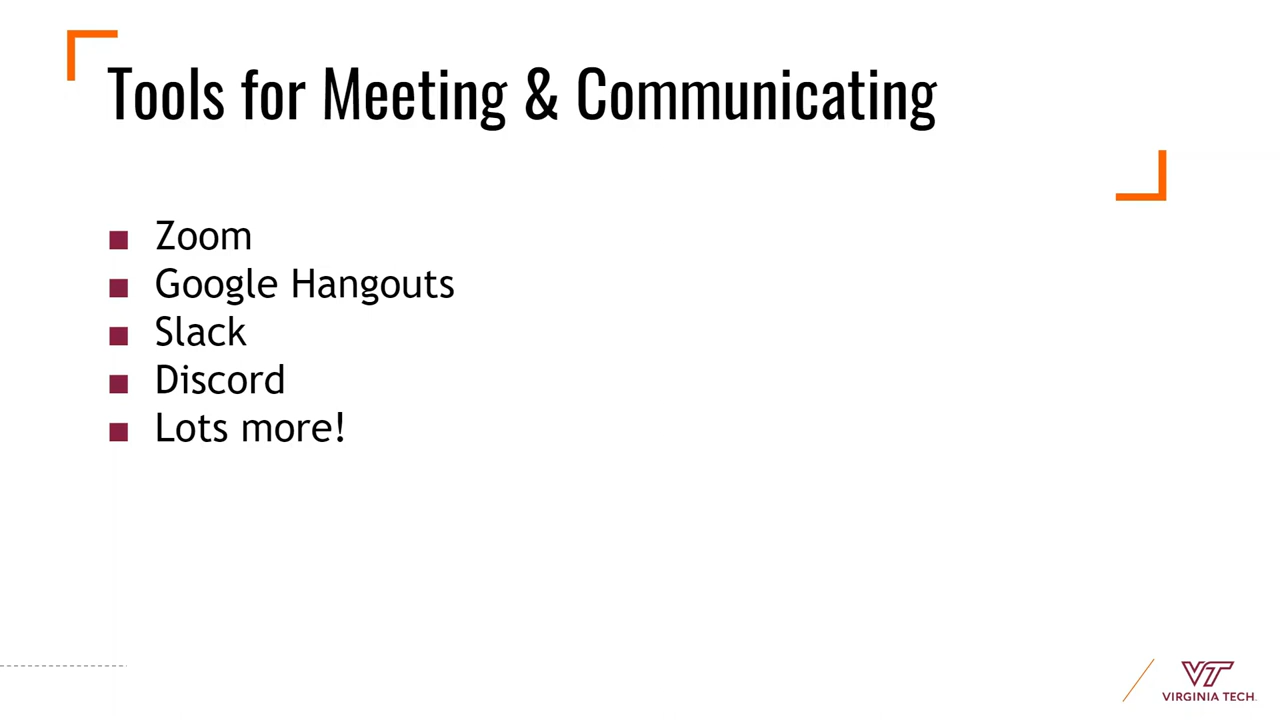 Tools for Meeting & Communicating
Zoom
Google Hangouts
Slack
Discord
Lots more!
VT
VIRGINIA TECH.